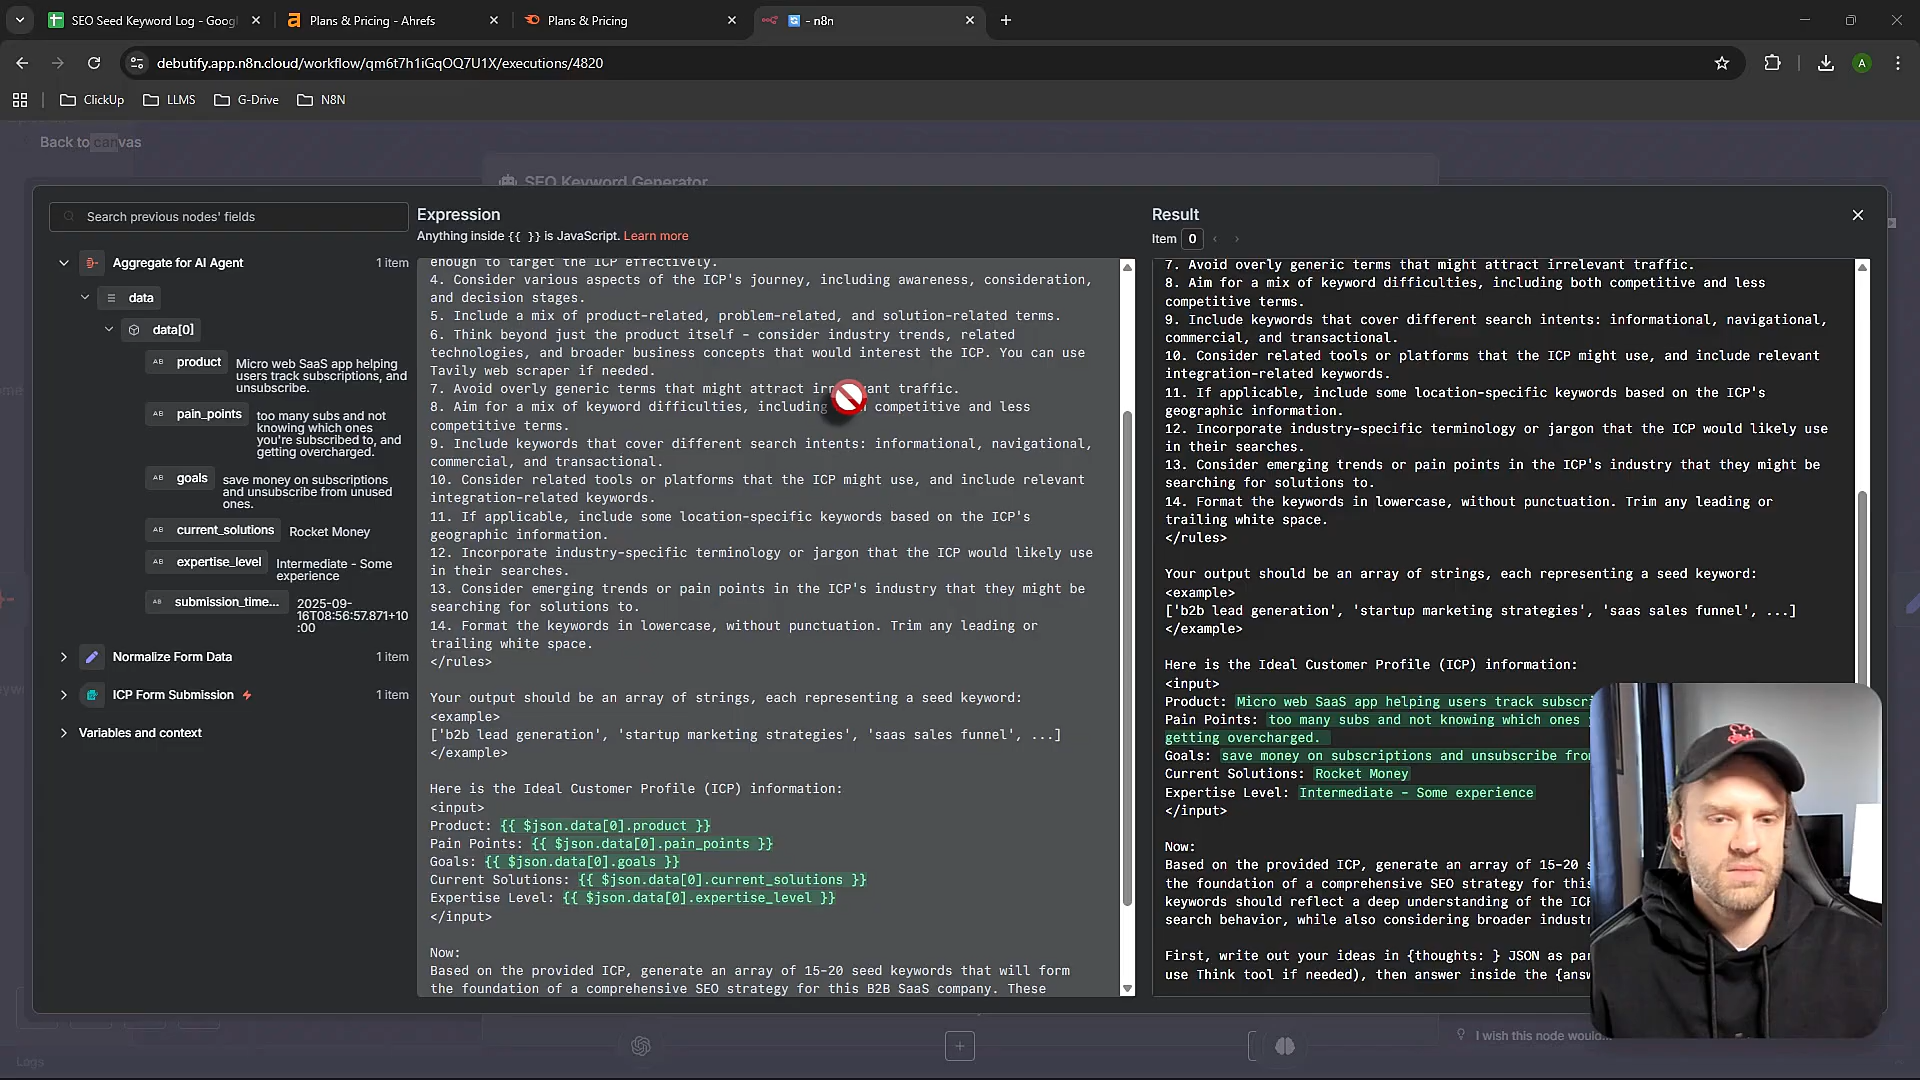 SEO Seed Keyword Log - Goog
Plans & Pricing - Ahrefs
Plans & Pricing
- n8n
debutify.app.n8n.cloud/workflow/qm6t7h1iGqOQ7U1X/executions/4820
A
ClickUp
LLMS
G-Drive
N8N
Back to canvas
SEO Keyword Generator
Search previous nodes' fields
Aggregate for AI Agent
1 item
data
data[0]
product
Micro web SaaS app helping
users track subscriptions, and
unsubscribe.
pain_points
too many subs and not
knowing which ones
you're subscribed to, and
getting overcharged.
goals
save money on subscriptions
and unsubscribe from unused
ones.
current_solutions
Rocket Money
expertise_level
Intermediate - Some
experience
submission_time...
2025-09-
16T08:56:57.871+10
:00
Normalize Form Data
1 item
ICP Form Submission
1 item
Variables and context
Expression
Anything inside {{ }} is JavaScript. Learn more
enough to target the ICP effectively.
4. Consider various aspects of the ICP's journey, including awareness, consideration,
and decision stages.
5. Include a mix of product-related, problem-related, and solution-related terms.
6. Think beyond just the product itself - consider industry trends, related
technologies, and broader business concepts that would interest the ICP. You can use
Tavily web scraper if needed.
7. Avoid overly generic terms that might attract irrelevant traffic.
8. Aim for a mix of keyword difficulties, including both competitive and less
competitive terms.
9. Include keywords that cover different search intents: informational, navigational,
commercial, and transactional.
10. Consider related tools or platforms that the ICP might use, and include relevant
integration-related keywords.
11. If applicable, include some location-specific keywords based on the ICP's
geographic information.
12. Incorporate industry-specific terminology or jargon that the ICP would likely use
in their searches.
13. Consider emerging trends or pain points in the ICP's industry that they might be
searching for solutions to.
14. Format the keywords in lowercase, without punctuation. Trim any leading or
trailing white space.
</rules>
Your output should be an array of strings, each representing a seed keyword:
<example>
['b2b lead generation', 'startup marketing strategies', 'saas sales funnel', ...]
</example>
Here is the Ideal Customer Profile (ICP) information:
<input>
Product: {{ $json.data[0].product }}
Pain Points: {{ $json.data[0].pain_points }}
Goals: {{ $json.data[0].goals }}
Current Solutions: {{ $json.data[0].current_solutions }}
Expertise Level: {{ $json.data[0].expertise_level }}
</input>
Now:
Based on the provided ICP, generate an array of 15-20 seed keywords that will form
the foundation of a comprehensive SEO strategy for this B2B SaaS company. These
Result
Item 0
7. Avoid overly generic terms that might attract irrelevant traffic.
8. Aim for a mix of keyword difficulties, including both competitive and less
competitive terms.
9. Include keywords that cover different search intents: informational, navigational,
commercial, and transactional.
10. Consider related tools or platforms that the ICP might use, and include relevant
integration-related keywords.
11. If applicable, include some location-specific keywords based on the ICP's
geographic information.
12. Incorporate industry-specific terminology or jargon that the ICP would likely use
in their searches.
13. Consider emerging trends or pain points in the ICP's industry that they might be
searching for solutions to.
14. Format the keywords in lowercase, without punctuation. Trim any leading or
trailing white space.
</rules>
Your output should be an array of strings, each representing a seed keyword:
<example>
['b2b lead generation', 'startup marketing strategies', 'saas sales funnel', ...]
</example>
Here is the Ideal Customer Profile (ICP) information:
<input>
Product: Micro web SaaS app helping users track subscri
Pain Points: too many subs and not knowing which ones
getting overcharged.
Goals: save money on subscriptions and unsubscribe fro
Current Solutions: Rocket Money
Expertise Level: Intermediate - Some experience
</input>
Now:
Based on the provided ICP, generate an array of 15-20 s
the foundation of a comprehensive SEO strategy for this
keywords should reflect a deep understanding of the ICP
search behavior, while also considering broader industr
First, write out your ideas in {thoughts: } JSON as par
use Think tool if needed), then answer inside the {answ
I wish this node would...
Logs